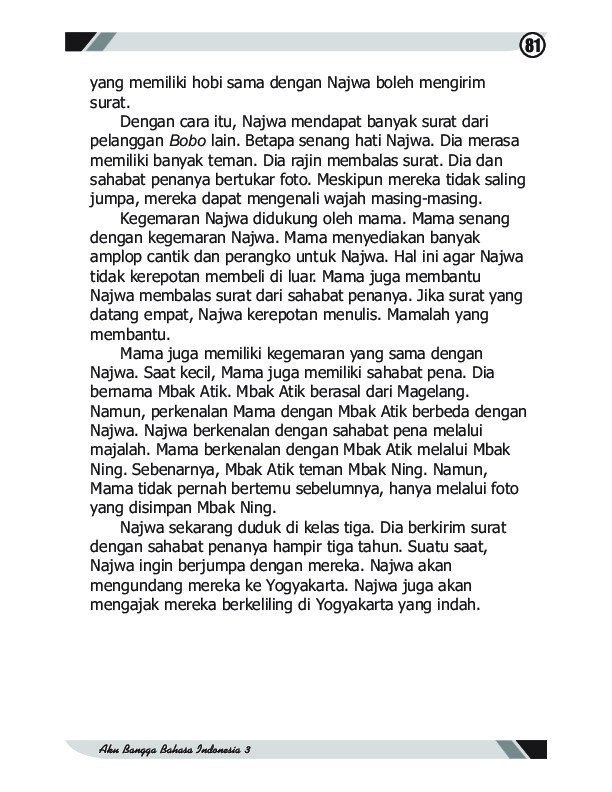 81
yang memiliki hobi sama dengan Najwa boleh mengirim
surat.
Dengan cara itu, Najwa mendapat banyak surat dari
pelanggan Bobo lain. Betapa senang hati Najwa. Dia merasa
memiliki banyak teman. Dia rajin membalas surat. Dia dan
sahabat penanya bertukar foto. Meskipun mereka tidak saling
jumpa, mereka dapat mengenali wajah masing-masing.
Kegemaran Najwa didukung oleh mama. Mama senang
dengan kegemaran Najwa. Mama menyediakan banyak
amplop cantik dan perangko untuk Najwa. Hal ini agar Najwa
tidak kerepotan membeli di luar. Mama juga membantu
Najwa membalas surat dari sahabat penanya. Jika surat yang
datang empat, Najwa kerepotan menulis. Mamalah yang
membantu.
Mama juga memiliki kegemaran yang sama dengan
Najwa. Saat kecil, Mama juga memiliki sahabat pena. Dia
bernama Mbak Atik. Mbak Atik berasal dari Magelang.
Namun, perkenalan Mama dengan Mbak Atik berbeda dengan
Najwa. Najwa berkenalan dengan sahabat pena melalui
majalah. Mama berkenalan dengan Mbak Atik melalui Mbak
Ning. Sebenarnya, Mbak Atik teman Mbak Ning. Namun,
Mama tidak pernah bertemu sebelumnya, hanya melalui foto
yang disimpan Mbak Ning.
Najwa sekarang duduk di kelas tiga. Dia berkirim surat
dengan sahabat penanya hampir tiga tahun. Suatu saat,
Najwa ingin berjumpa dengan mereka. Najwa akan
mengundang mereka ke Yogyakarta. Najwa juga akan
mengajak mereka berkeliling di Yogyakarta yang indah.
Aku Bangga Bahasa Indonesia 3